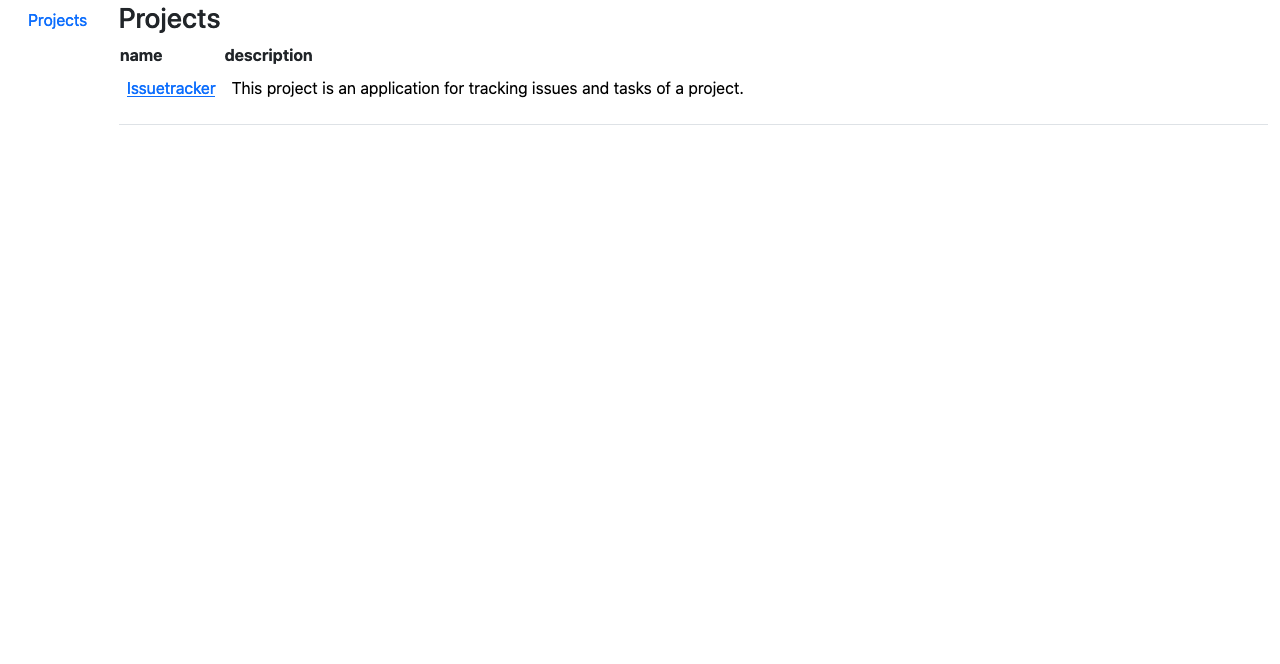 Projects
Projects
name description
Issuetracker This project is an application for tracking issues and tasks of a project.